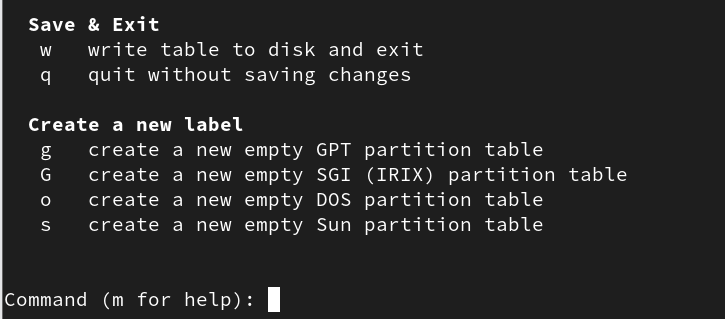 Save & Exit
w   write table to disk and exit
q   quit without saving changes
Create a new label
g   create a new empty GPT partition table
G   create a new empty SGI (IRIX) partition table
o   create a new empty DOS partition table
s   create a new empty Sun partition table
Command (m for help):